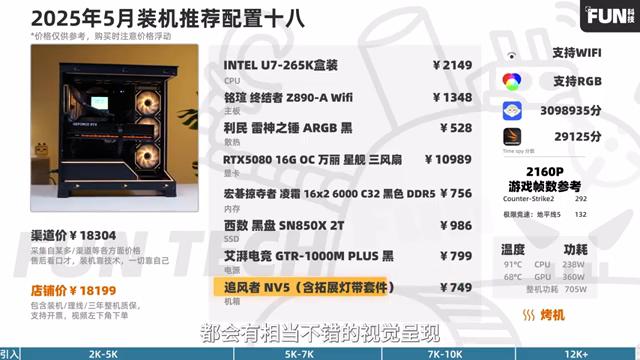 2025年5月装机推荐配置十八
*价格仅供参考，购买时注意价格浮动
FUN科技
INTEL U7-265K盒装 ¥2149
CPU
铭瑄 终结者 Z890-A Wifi ¥1348
主板
利民 雷神之锤 ARGB 黑 ¥528
散热
RTX5080 16G OC 万丽 星舰 三风扇 ¥10989
显卡
宏碁掠夺者 凌霜 16x2 6000 C32 黑色 DDR5 ¥756
内存
西数 黑盘 SN850X 2T ¥986
SSD
艾湃电竞 GTR-1000M PLUS 黑 ¥799
电源
追风者 NV5（含拓展灯带套件） ¥749
机箱
渠道价 ¥18304
采集自某多/渠道等各方面价格
售后看口才，装机靠技术，一切靠自己
店铺价 ¥18199
包含装机/理线/三年整机质保，
支持开票，视频左下角下单
支持WIFI
支持RGB
3098935分
29125分
Time spy 分数
2160P
游戏帧数参考
Counter-Strike2 292
极限竞速：地平线5 132
温度 功耗
91°C CPU 238W
68°C GPU 360W
整机功耗 705W
烤机
FUN TECH
都会有相当不错的视觉呈现
引入 2K-5K 5K-7K 7K-10K 12K+